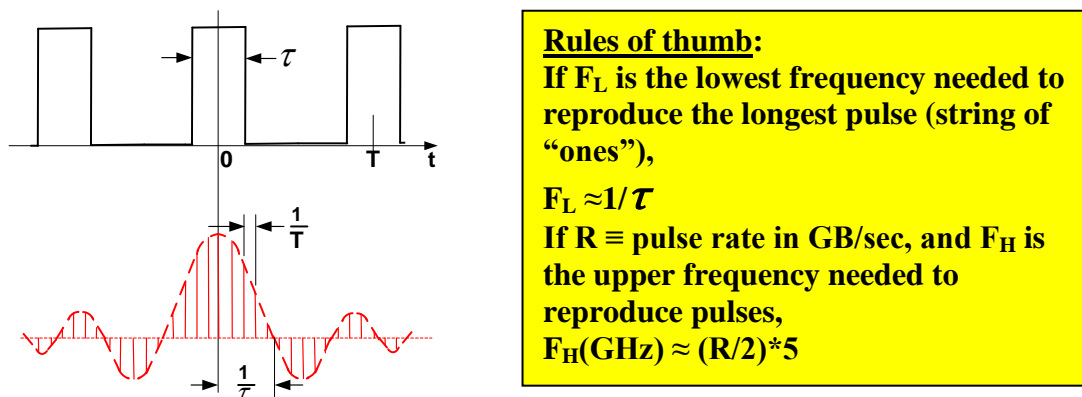 τ
0
T
t
1
T
1
τ
Rules of thumb:
If F_L is the lowest frequency needed to
reproduce the longest pulse (string of
“ones”),
F_L ≈1/τ
If R ≡ pulse rate in GB/sec, and F_H is
the upper frequency needed to
reproduce pulses,
F_H(GHz) ≈ (R/2)*5